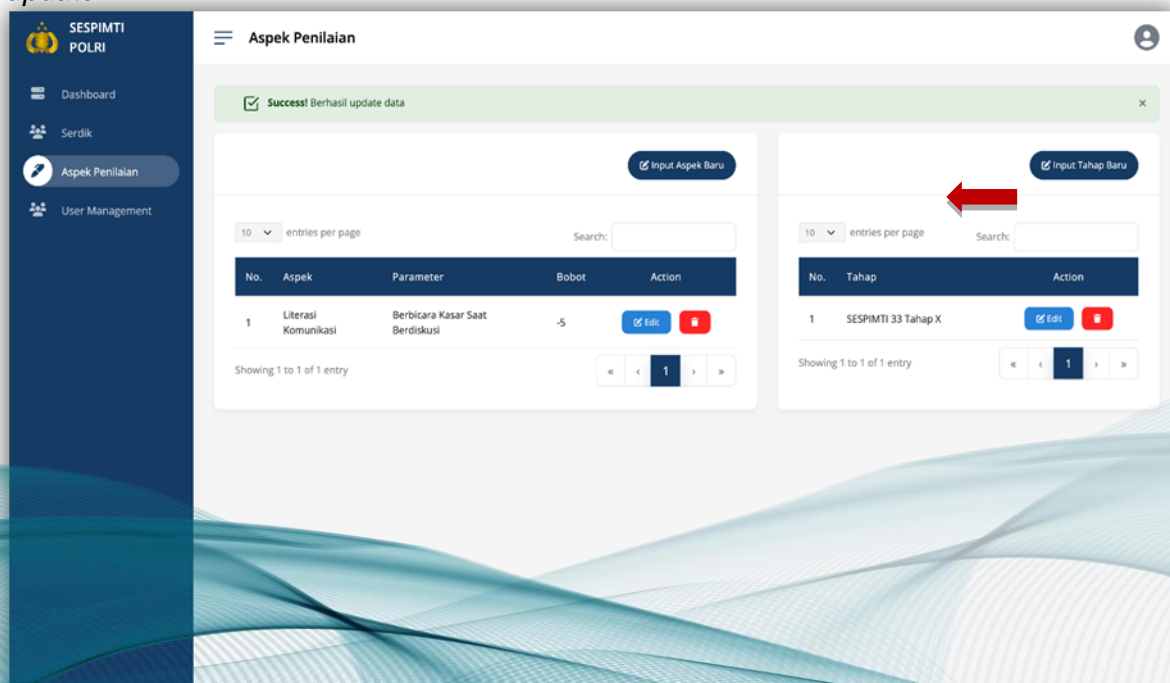 update
SESPIMTI
POLRI
Aspek Penilaian
Dashboard
Serdik
Aspek Penilaian
User Management
Success! Berhasil update data ×
Input Aspek Baru
10 entries per page Search:
No. Aspek Parameter Bobot Action
1 Literasi Komunikasi Berbicara Kasar Saat Berdiskusi -5 Edit
Showing 1 to 1 of 1 entry « ‹ 1 › »
Input Tahap Baru
10 entries per page Search:
No. Tahap Action
1 SESPIMTI 33 Tahap X Edit
Showing 1 to 1 of 1 entry « ‹ 1 › »